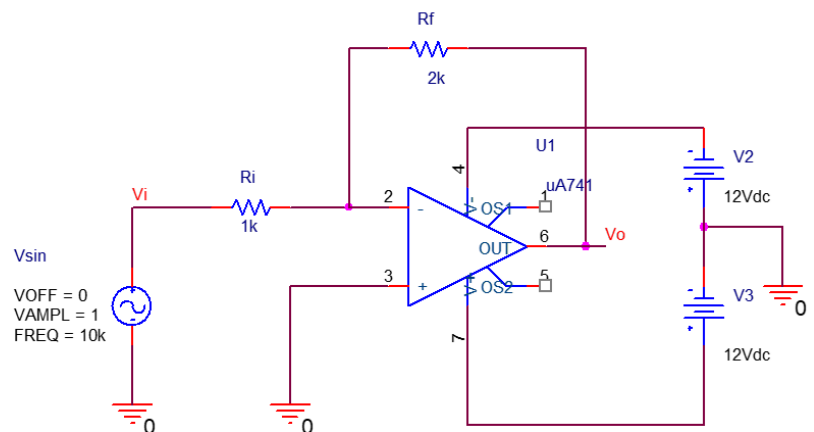 Rf
2k
U1
4
V2
12Vdc
Vi
Ri
1k
2
-
V-
OS1
1
uA741
OUT
6
Vo
3
+
V+
OS2
5
7
Vsin
VOFF = 0
VAMPL = 1
FREQ = 10k
+
-
-
+
-
+
V3
12Vdc
0
0
0